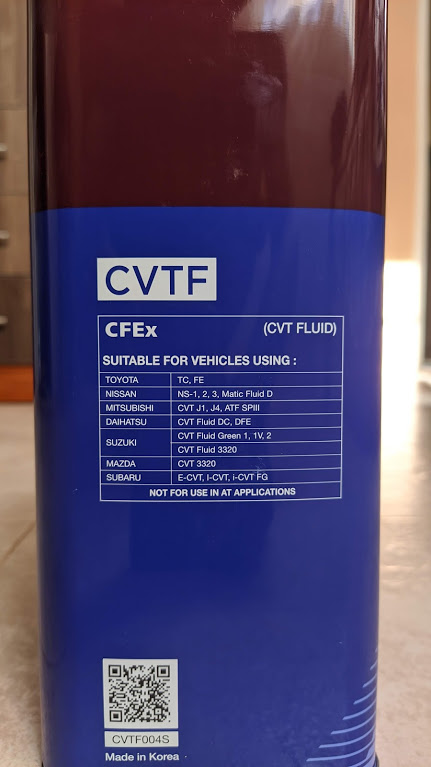 CVTF
CFEx (CVT FLUID)
SUITABLE FOR VEHICLES USING :
TOYOTA TC, FE
NISSAN NS-1, 2, 3, Matic Fluid D
MITSUBISHI CVT J1, J4, ATF SPIII
DAIHATSU CVT Fluid DC, DFE
SUZUKI CVT Fluid Green 1, 1V, 2
CVT Fluid 3320
MAZDA CVT 3320
SUBARU E-CVT, I-CVT, i-CVT FG
NOT FOR USE IN AT APPLICATIONS
CVTF004S
Made in Korea